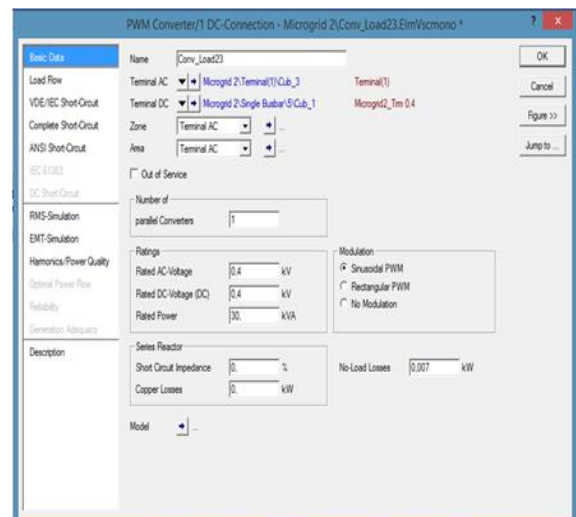 PWM Converter/1 DC-Connection - Microgrid 2\Conv_Load23.ElmVscmono *
? x
Basic Data
Load Flow
VDE/IEC Short-Circuit
Complete Short-Circuit
ANSI Short-Circuit
IEC 61363
DC Short-Circuit
RMS-Simulation
EMT-Simulation
Harmonics/Power Quality
Optimal Power Flow
Reliability
Generation Adequacy
Description
Name Conv_Load23
Terminal AC Microgrid 2\Terminal(1)\Cub_3 Terminal(1)
Terminal DC Microgrid 2\Single Busbar\5\Cub_1 Microgrid2_Trm 0.4
Zone Terminal AC ...
Area Terminal AC ...
Out of Service
Number of
parallel Converters 1
Ratings
Rated AC-Voltage 0,4 kV
Rated DC-Voltage (DC) 0,4 kV
Rated Power 30, kVA
Modulation
Sinusoidal PWM
Rectangular PWM
No Modulation
Series Reactor
Short Circuit Impedance 0, %
Copper Losses 0, kW
No-Load Losses 0,007 kW
Model ...
OK
Cancel
Figure >>
Jump to ...